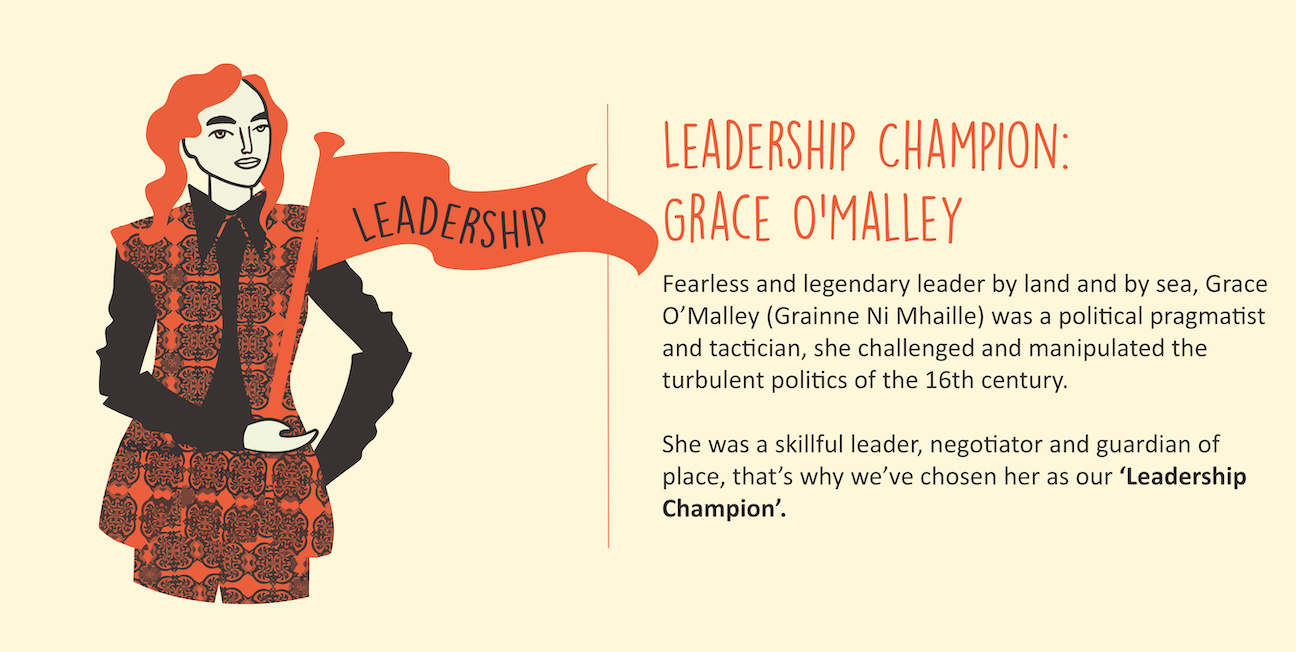 LEADERSHIP
LEADERSHIP CHAMPION:
GRACE O'MALLEY
Fearless and legendary leader by land and by sea, Grace
O’Malley (Grainne Ni Mhaille) was a political pragmatist
and tactician, she challenged and manipulated the
turbulent politics of the 16th century.
She was a skillful leader, negotiator and guardian of
place, that’s why we’ve chosen her as our ‘Leadership
Champion’.